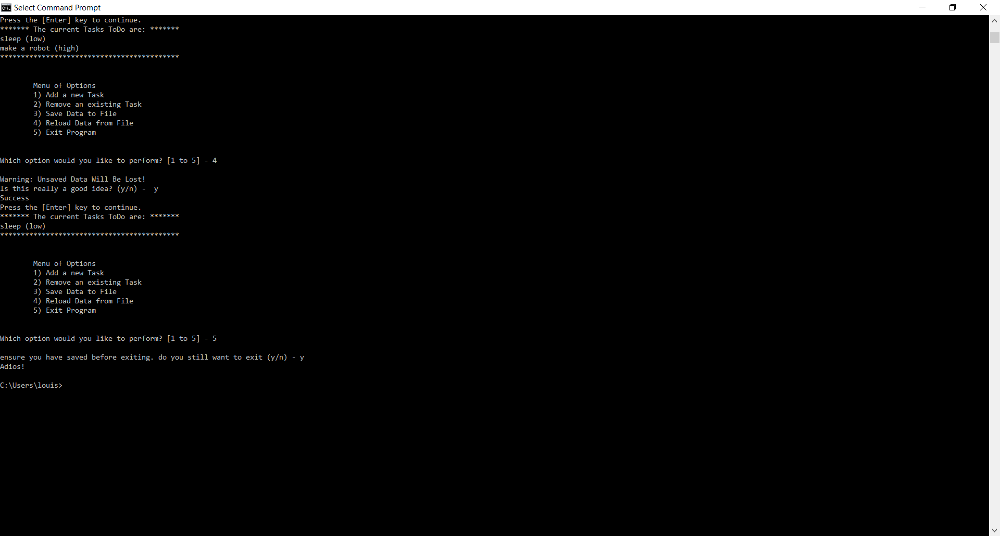 Select Command Prompt
Press the [Enter] key to continue.
******* The current Tasks ToDo are: *******
sleep (low)
make a robot (high)
*******************************************
Menu of Options
1) Add a new Task
2) Remove an existing Task
3) Save Data to File
4) Reload Data from File
5) Exit Program
Which option would you like to perform? [1 to 5] - 4
Warning: Unsaved Data Will Be Lost!
Is this really a good idea? (y/n) -  y
Success
Press the [Enter] key to continue.
******* The current Tasks ToDo are: *******
sleep (low)
*******************************************
Menu of Options
1) Add a new Task
2) Remove an existing Task
3) Save Data to File
4) Reload Data from File
5) Exit Program
Which option would you like to perform? [1 to 5] - 5
ensure you have saved before exiting. do you still want to exit (y/n) - y
Adios!
C:\Users\louis>